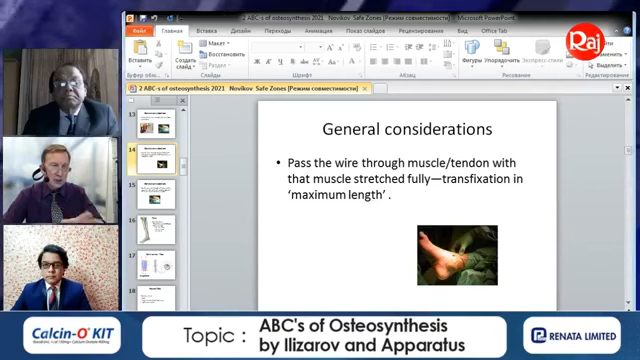 2 ABC-s of osteosynthesis 2021 Novikov Safe Zones [Режим совместимости] - Microsoft PowerPoint
Файл Главная Вставка Дизайн Переходы Анимация Показ слайдов Рецензирование Вид Office Tab
Вставить
Создать слайд
Макет
Восстановить
Разделы
Фигуры Упорядочить
Выделить
Буфер обм... Слайды Шрифт Абзац Рисование Редактирование
Raj
2 ABC-s of osteosynthesis 2021 Novikov Safe Zones [Режим совместимости]
13
14
15
16
17
18
General considerations
• Pass the wire through muscle/tendon with
that muscle stretched fully—transfixation in
‘maximum length’ .
Calcin-O KIT
Topic :
ABC's of Osteosynthesis
by Ilizarov and Apparatus
RENATA LIMITED